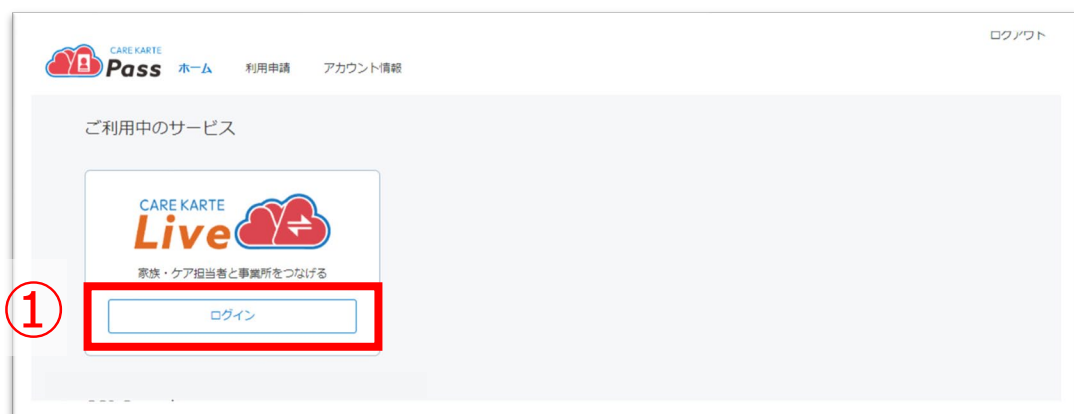 ログアウト
CARE KARTE
Pass ホーム 利用申請 アカウント情報
ご利用中のサービス
CARE KARTE
Live
家族・ケア担当者と事業所をつなげる
① ログイン